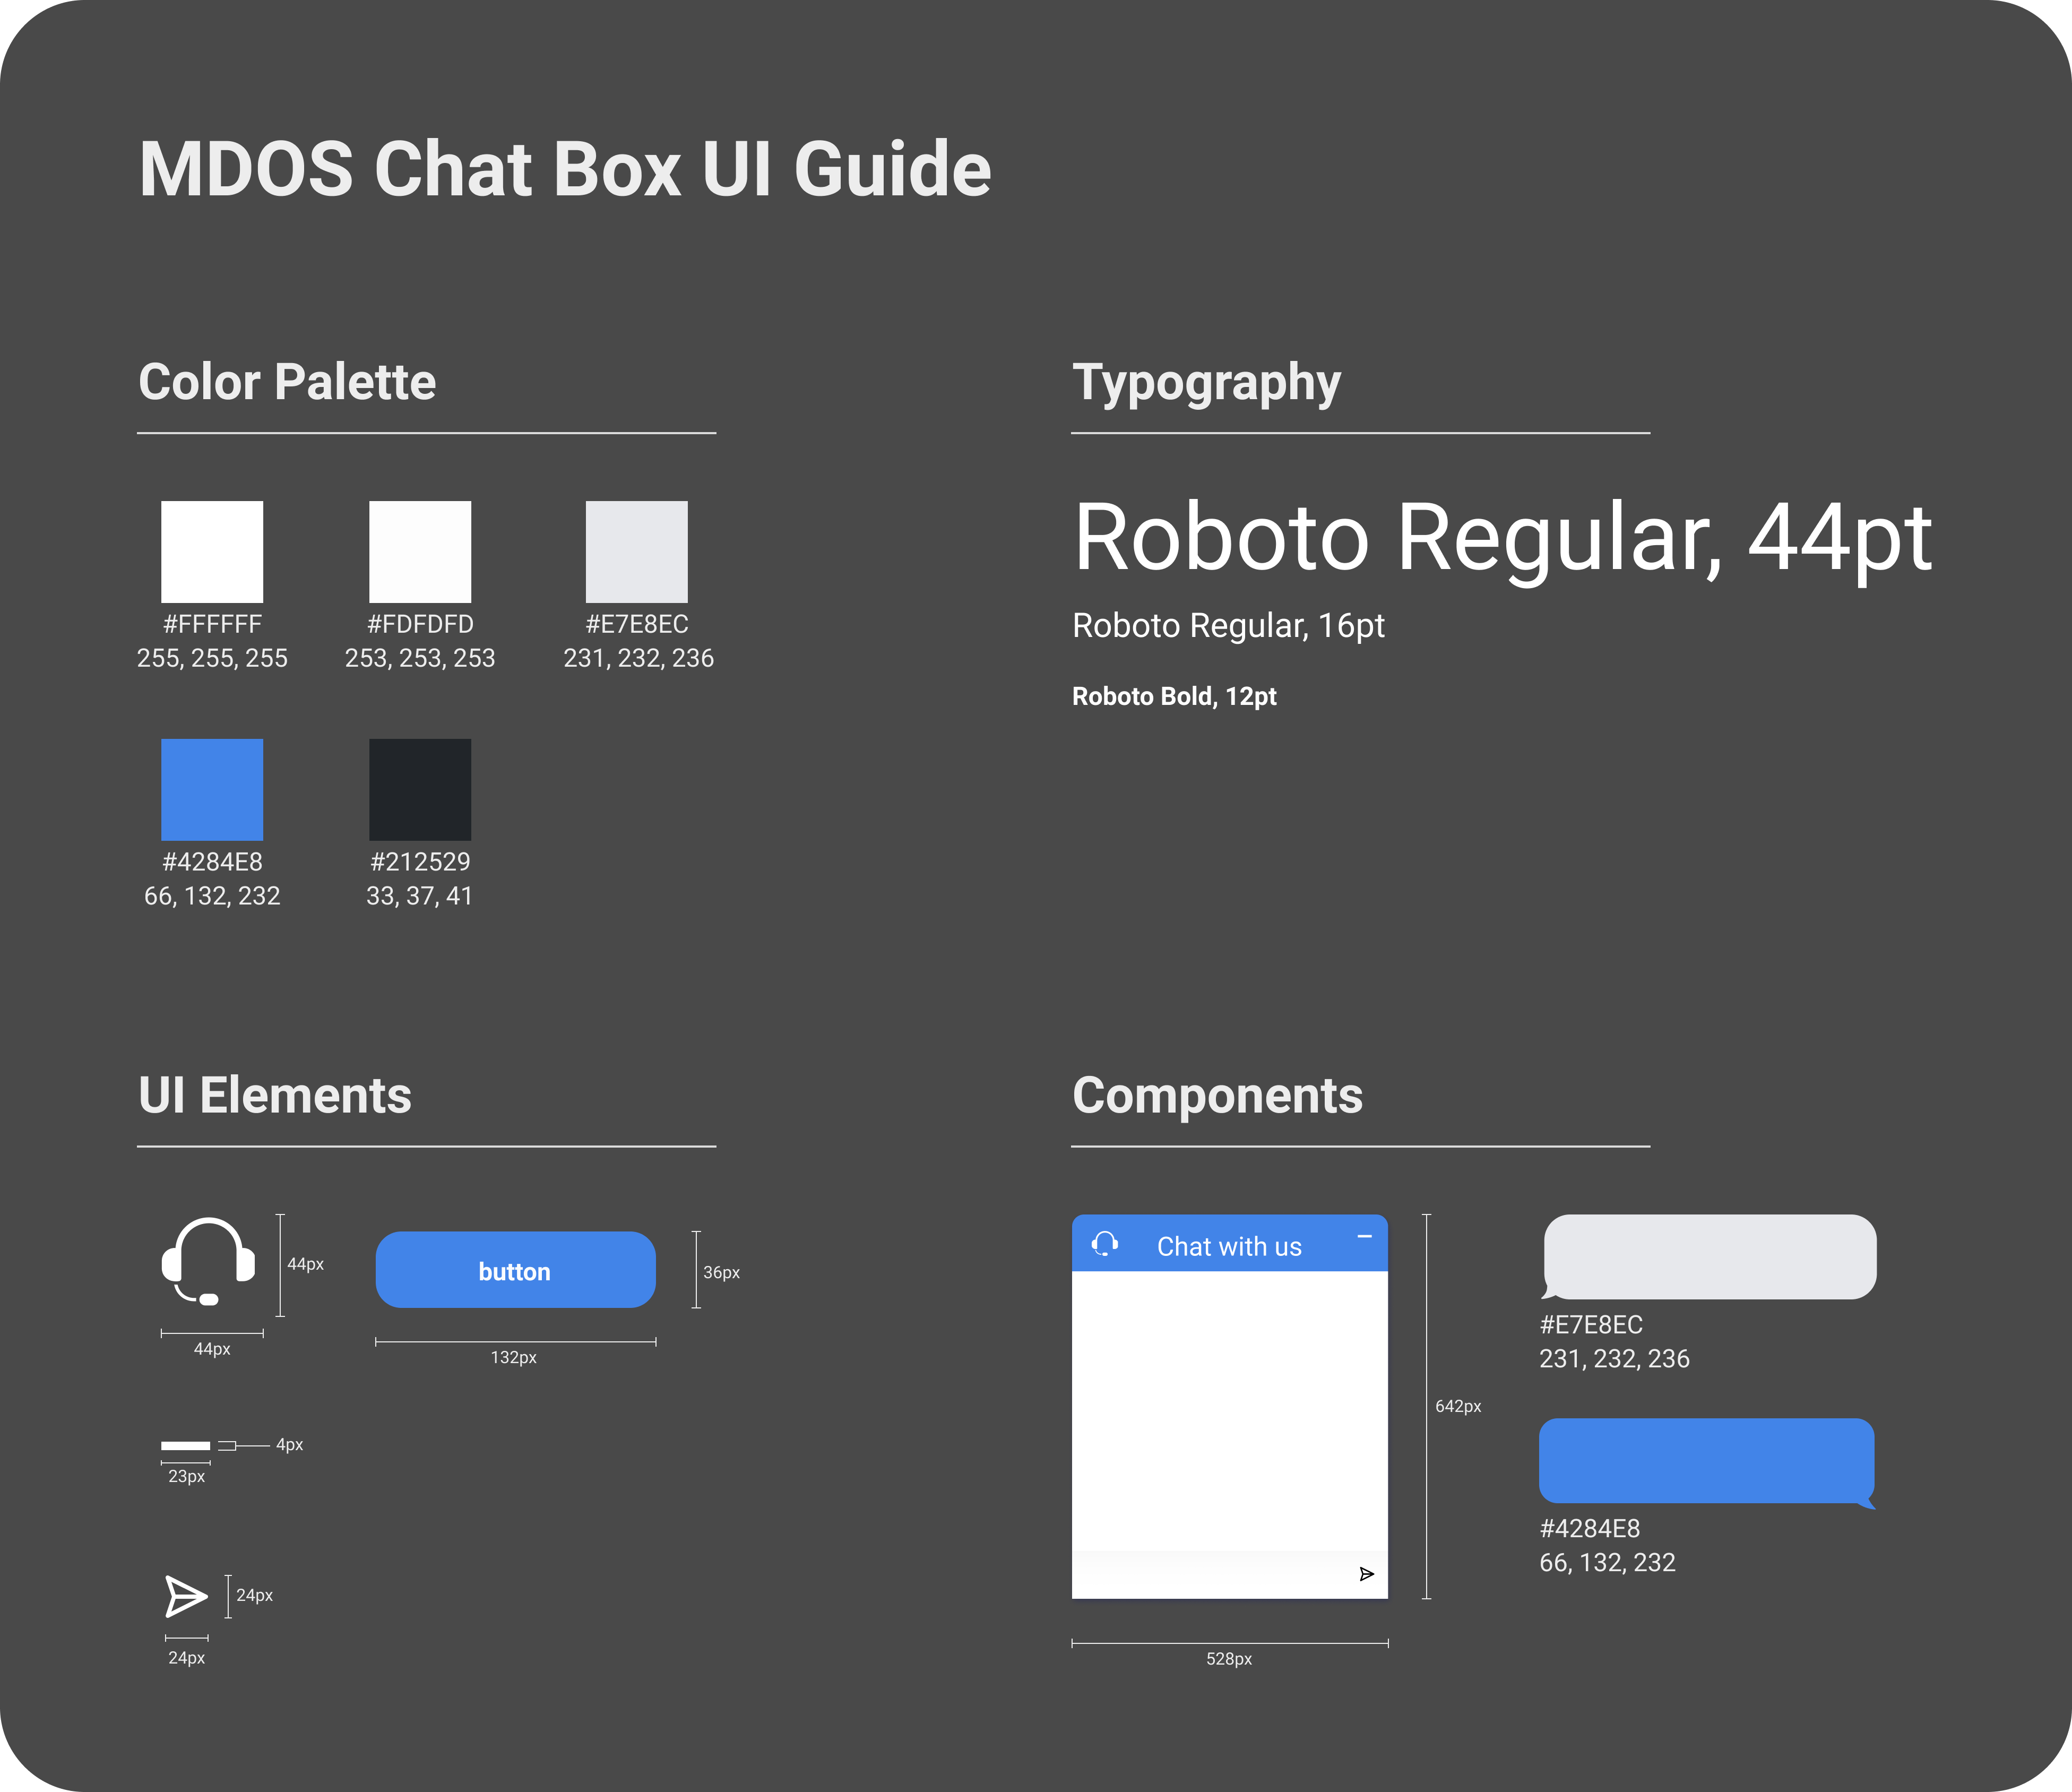 MDOS Chat Box UI Guide
Color Palette
#FFFFFF
255, 255, 255
#FDFDFD
253, 253, 253
#E7E8EC
231, 232, 236
#4284E8
66, 132, 232
#212529
33, 37, 41
Typography
Roboto Regular, 44pt
Roboto Regular, 16pt
Roboto Bold, 12pt
UI Elements
44px
44px
button
36px
132px
4px
23px
24px
24px
Components
Chat with us
642px
528px
#E7E8EC
231, 232, 236
#4284E8
66, 132, 232